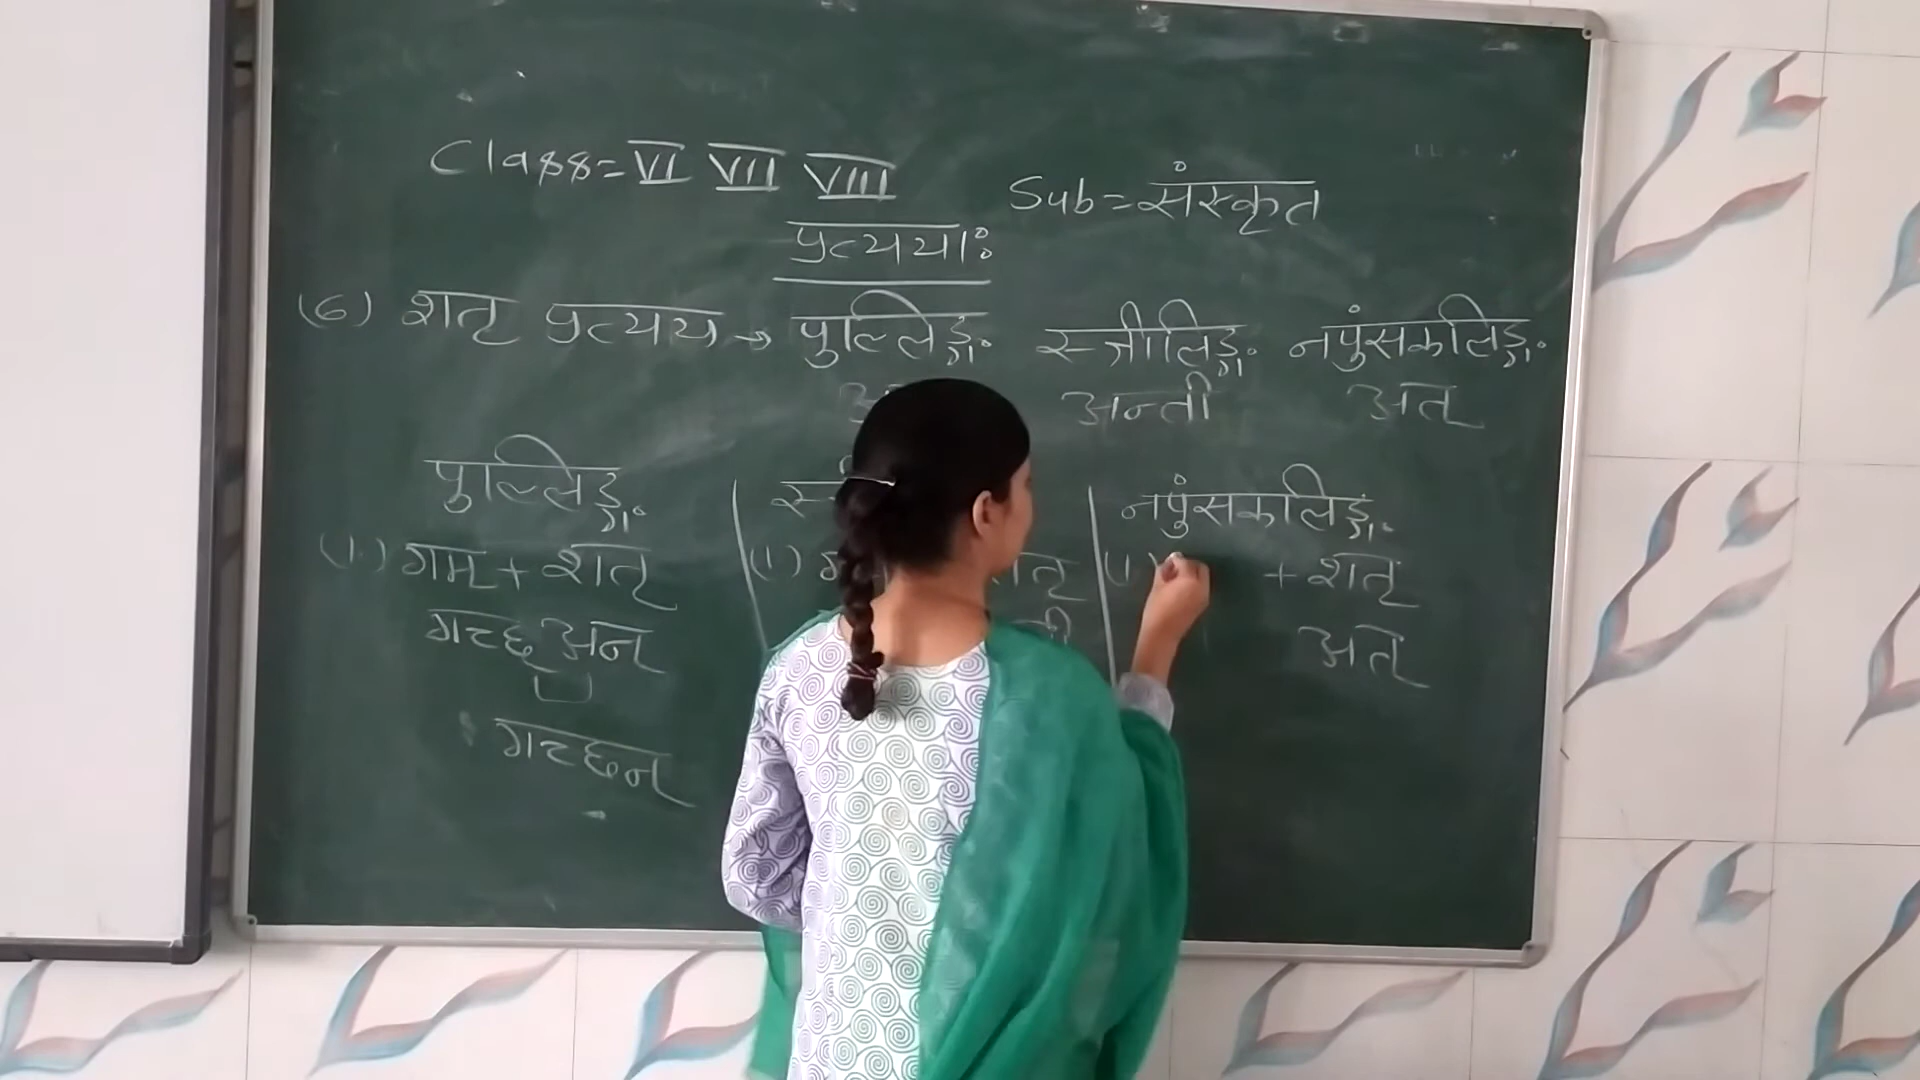 Class=VI VII VIII
Sub=संस्कृत
प्रत्ययाः
(6) शतृ प्रत्यय → पुल्लिङ्गः स्त्रीलिङ्गः नपुंसकलिङ्गः
अन्ती अत्
पुल्लिङ्गः
(1.) गम् + शतृ
गच्छ् अन्
गच्छन्
नपुंसकलिङ्गः
(1.) + शतृ
अत्